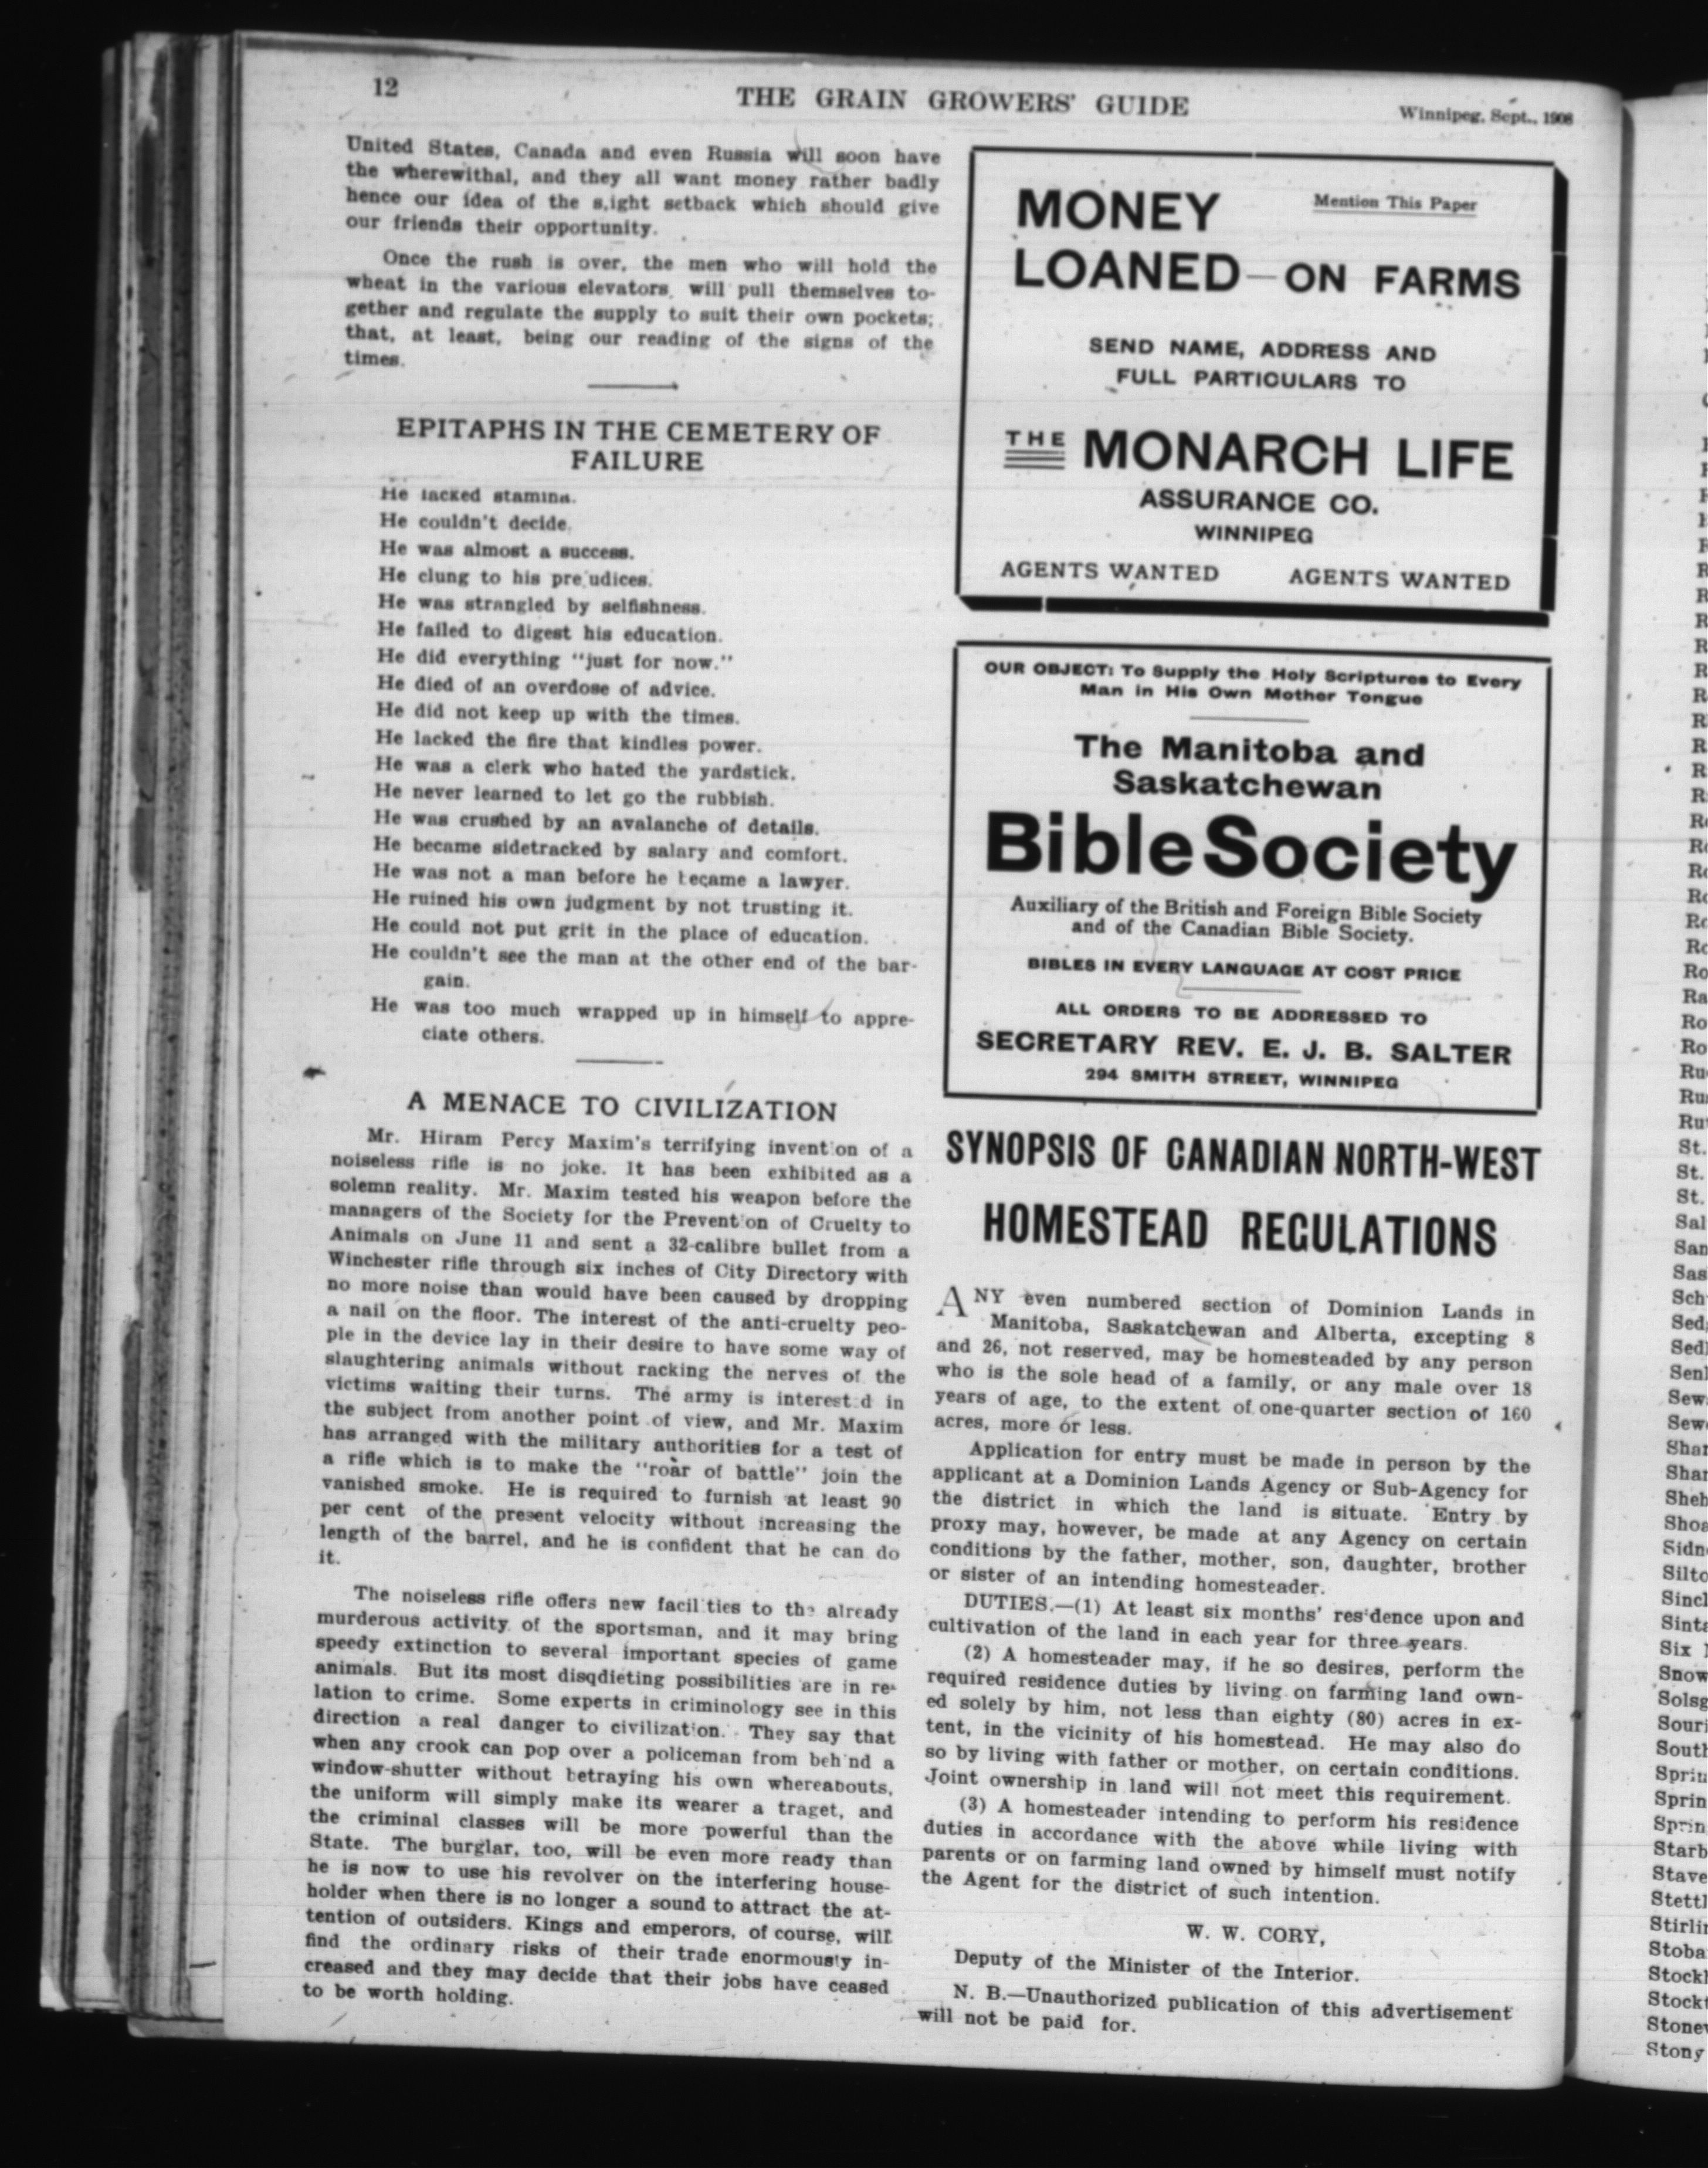 12
THE GRAIN GROWERS' GUIDE
Winnipeg, Sept., 1908
United States, Canada and even Russia will soon have
the wherewithal, and they all want money rather badly
hence our idea of the s.ight setback which should give
our friends their opportunity.
Once the rush is over, the men who will hold the
wheat in the various elevators, will pull themselves to-
gether and regulate the supply to suit their own pockets;
that, at least, being our reading of the signs of the
times.
EPITAPHS IN THE CEMETERY OF
FAILURE
He lacked stamina.
He couldn't decide.
He was almost a success.
He clung to his pre udices.
He was strangled by selfishness.
He failed to digest his education.
He did everything "just for now."
He died of an overdose of advice.
He did not keep up with the times.
He lacked the fire that kindles power.
He was a clerk who hated the yardstick.
He never learned to let go the rubbish.
He was crushed by an avalanche of details.
He became sidetracked by salary and comfort.
He was not a man before he became a lawyer.
He ruined his own judgment by not trusting it.
He could not put grit in the place of education.
He couldn't see the man at the other end of the bar-
gain.
He was too much wrapped up in himself to appre-
ciate others.
A MENACE TO CIVILIZATION
Mr. Hiram Percy Maxim's terrifying invent on of a
noiseless rifle is no joke. It has been exhibited as a
solemn reality. Mr. Maxim tested his weapon before the
managers of the Society for the Prevent on of Cruelty to
Animals on June 11 and sent a 32-calibre bullet from a
Winchester rifle through six inches of City Directory with
no more noise than would have been caused by dropping
a nail on the floor. The interest of the anti-cruelty peo-
ple in the device lay in their desire to have some way of
slaughtering animals without racking the nerves of the
victims waiting their turns. The army is interest d in
the subject from another point of view, and Mr. Maxim
has arranged with the military authorities for a test of
a rifle which is to make the "roar of battle" join the
vanished smoke. He is required to furnish at least 90
per cent of the present velocity without increasing the
length of the barrel, and he is confident that he can do
it.
The noiseless rifle offers new facil ties to the already
murderous activity of the sportsman, and it may bring
speedy extinction to several important species of game
animals. But its most disqdieting possibilities are in re-
lation to crime. Some experts in criminology see in this
direction a real danger to civilization. They say that
when any crook can pop over a policeman from beh nd a
window-shutter without betraying his own whereabouts,
the uniform will simply make its wearer a traget, and
the criminal classes will be more powerful than the
State. The burglar, too, will be even more ready than
he is now to use his revolver on the interfering house-
holder when there is no longer a sound to attract the at-
tention of outsiders. Kings and emperors, of course, will
find the ordinary risks of their trade enormously in-
creased and they may decide that their jobs have ceased
to be worth holding.
MONEY
Mention This Paper
LOANED—ON FARMS
SEND NAME, ADDRESS AND
FULL PARTICULARS TO
THE MONARCH LIFE
ASSURANCE CO.
WINNIPEG
AGENTS WANTED AGENTS WANTED
OUR OBJECT: To Supply the Holy Scriptures to Every
Man in His Own Mother Tongue
The Manitoba and
Saskatchewan
Bible Society
Auxiliary of the British and Foreign Bible Society
and of the Canadian Bible Society.
BIBLES IN EVERY LANGUAGE AT COST PRICE
ALL ORDERS TO BE ADDRESSED TO
SECRETARY REV. E. J. B. SALTER
294 SMITH STREET, WINNIPEG
SYNOPSIS OF CANADIAN NORTH-WEST
HOMESTEAD REGULATIONS
ANY even numbered section of Dominion Lands in
Manitoba, Saskatchewan and Alberta, excepting 8
and 26, not reserved, may be homesteaded by any person
who is the sole head of a family, or any male over 18
years of age, to the extent of one-quarter section of 160
acres, more or less.
Application for entry must be made in person by the
applicant at a Dominion Lands Agency or Sub-Agency for
the district in which the land is situate. Entry by
proxy may, however, be made at any Agency on certain
conditions by the father, mother, son, daughter, brother
or sister of an intending homesteader.
DUTIES.—(1) At least six months' residence upon and
cultivation of the land in each year for three years.
(2) A homesteader may, if he so desires, perform the
required residence duties by living on farming land own-
ed solely by him, not less than eighty (80) acres in ex-
tent, in the vicinity of his homestead. He may also do
so by living with father or mother, on certain conditions.
Joint ownership in land will not meet this requirement.
(3) A homesteader intending to perform his residence
duties in accordance with the above while living with
parents or on farming land owned by himself must notify
the Agent for the district of such intention.
W. W. CORY,
Deputy of the Minister of the Interior.
N. B.—Unauthorized publication of this advertisement
will not be paid for.